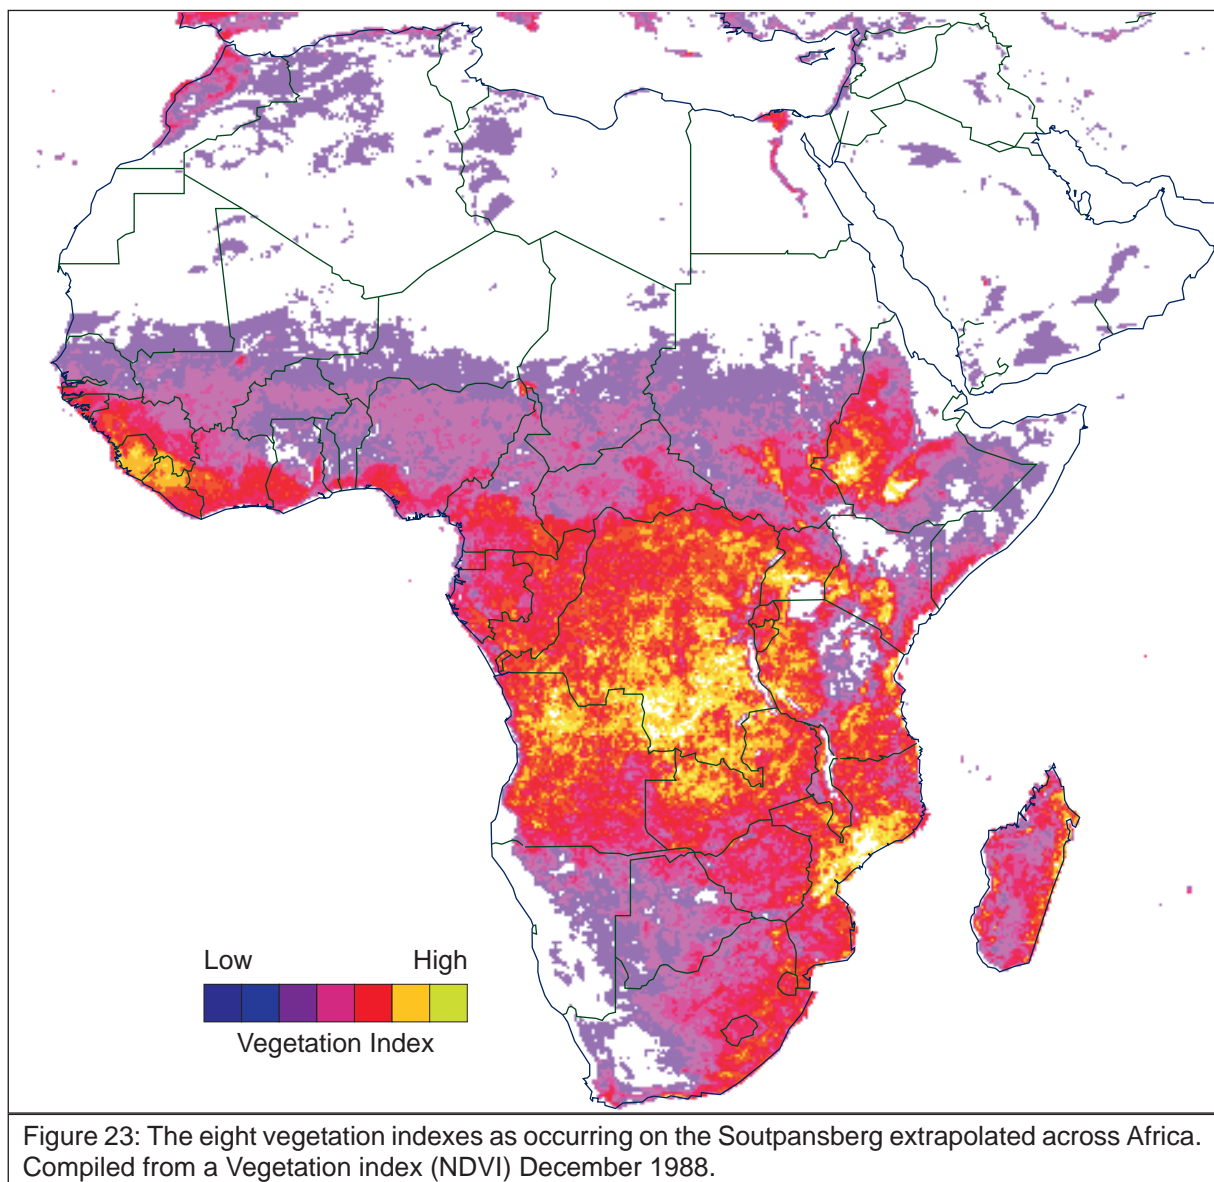 Low High
Vegetation Index
Figure 23: The eight vegetation indexes as occurring on the Soutpansberg extrapolated across Africa.
Compiled from a Vegetation index (NDVI) December 1988.